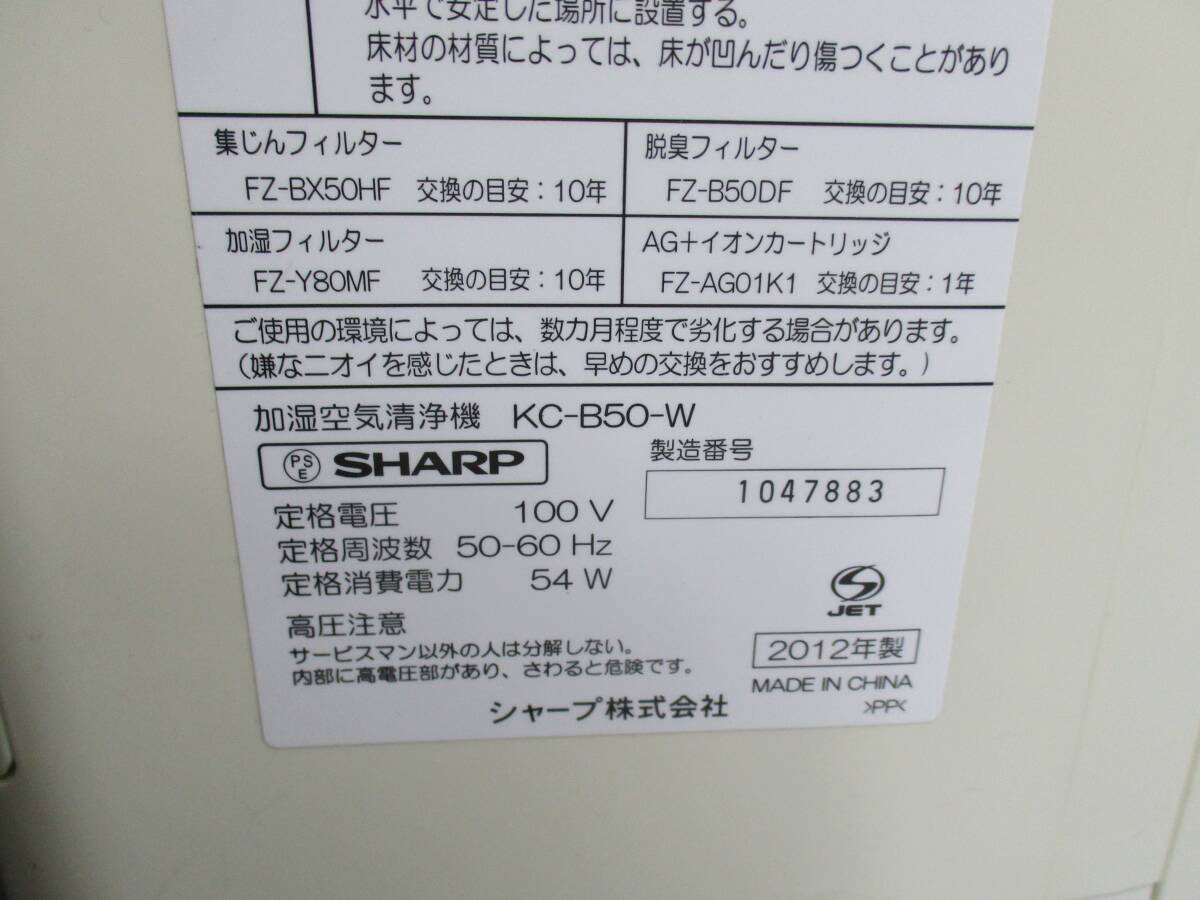 水平で安定した場所に設置する。
床材の材質によっては、床が凹んだり傷つくことがあり
ます。
集じんフィルター
FZ-BX50HF 交換の目安:10年
脱臭フィルター
FZ-B50DF 交換の目安:10年
加湿フィルター
FZ-Y80MF 交換の目安:10年
AG+イオンカートリッジ
FZ-AG01K1 交換の目安:1年
ご使用の環境によっては、数カ月程度で劣化する場合があります。
(嫌なニオイを感じたときは、早めの交換をおすすめします。)
加湿空気清浄機 KC-B50-W
PSE SHARP
製造番号
1047883
定格電圧 100 V
定格周波数 50-60 Hz
定格消費電力 54 W
JET
高圧注意
サービスマン以外の人は分解しない。
内部に高電圧部があり、さわると危険です。
2012年製
MADE IN CHINA
シャープ株式会社
>PP<